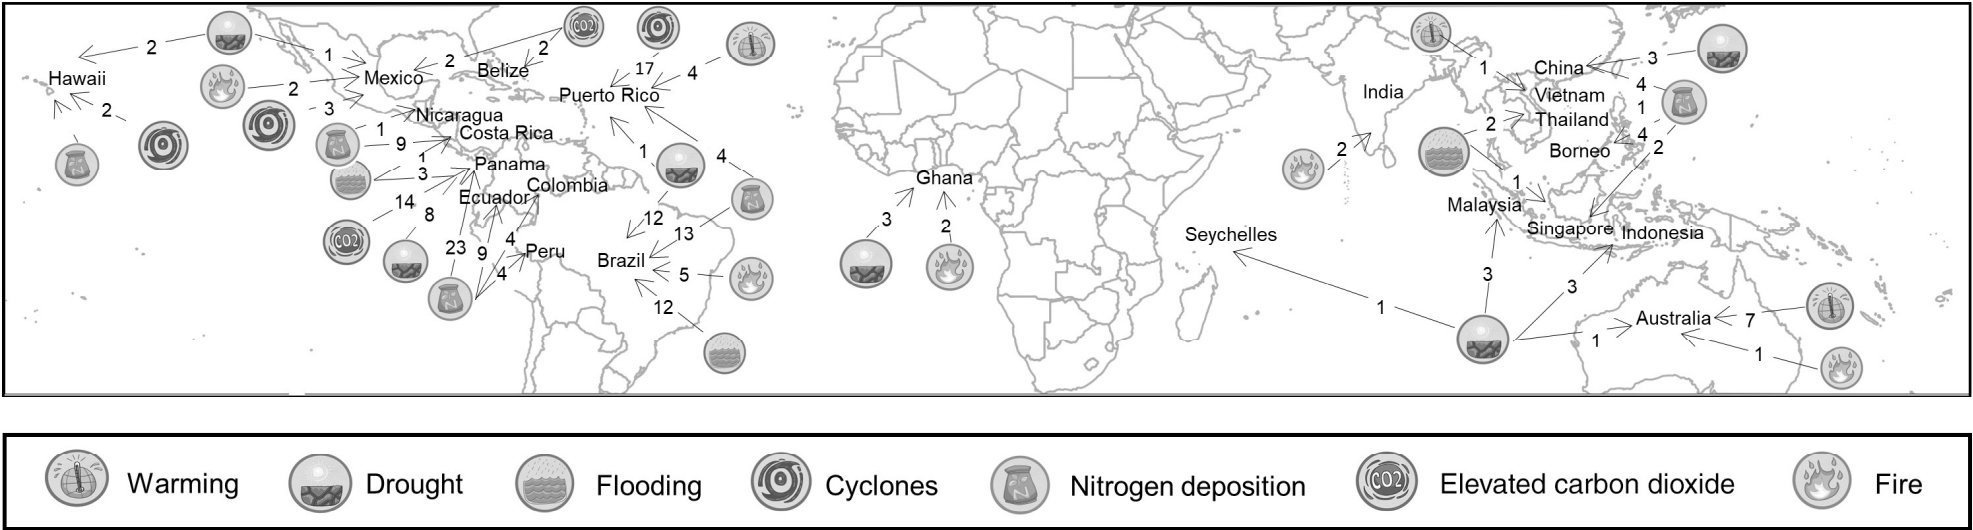 2
1
2
2
17
4
1
3
Hawaii
Mexico
Belize
China
2
2
4
India
Vietnam
3
Puerto Rico
1
Nicaragua
Thailand
1
9
Costa Rica
1
4
2
2
4
1
Panama
Borneo
2
3
Colombia
Ghana
1
14
8
Ecuador
12
3
2
Malaysia
23
9
4
Peru
13
Seychelles
Singapore
Indonesia
4
Brazil
5
3
3
12
1
Australia
7
1
1
CO2
CO2
N
N
N
N
N
Warming
Drought
Flooding
Cyclones
N
Nitrogen deposition
CO2
Elevated carbon dioxide
Fire